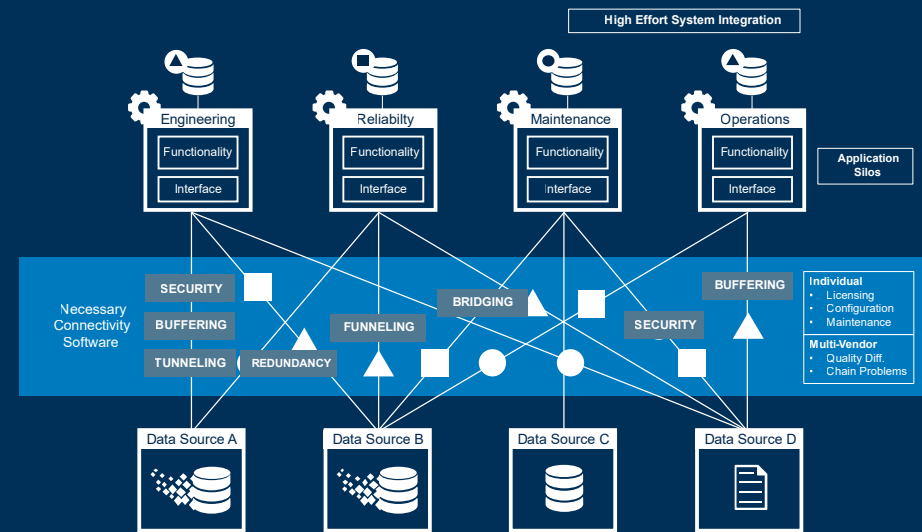 High Effort System Integration
Engineering
Reliabilty
Maintenance
Operations
Functionality
Functionality
Functionality
Functionality
Interface
Interface
Interface
Interface
Application
Silos
Necessary
Connectivity
Software
SECURITY
BUFFERING
TUNNELING
REDUNDANCY
FUNNELING
BRIDGING
SECURITY
BUFFERING
Individual
• Licensing
• Configuration
• Maintenance
Multi-Vendor
• Quality Diff.
• Chain Problems
Data Source A
Data Source B
Data Source C
Data Source D